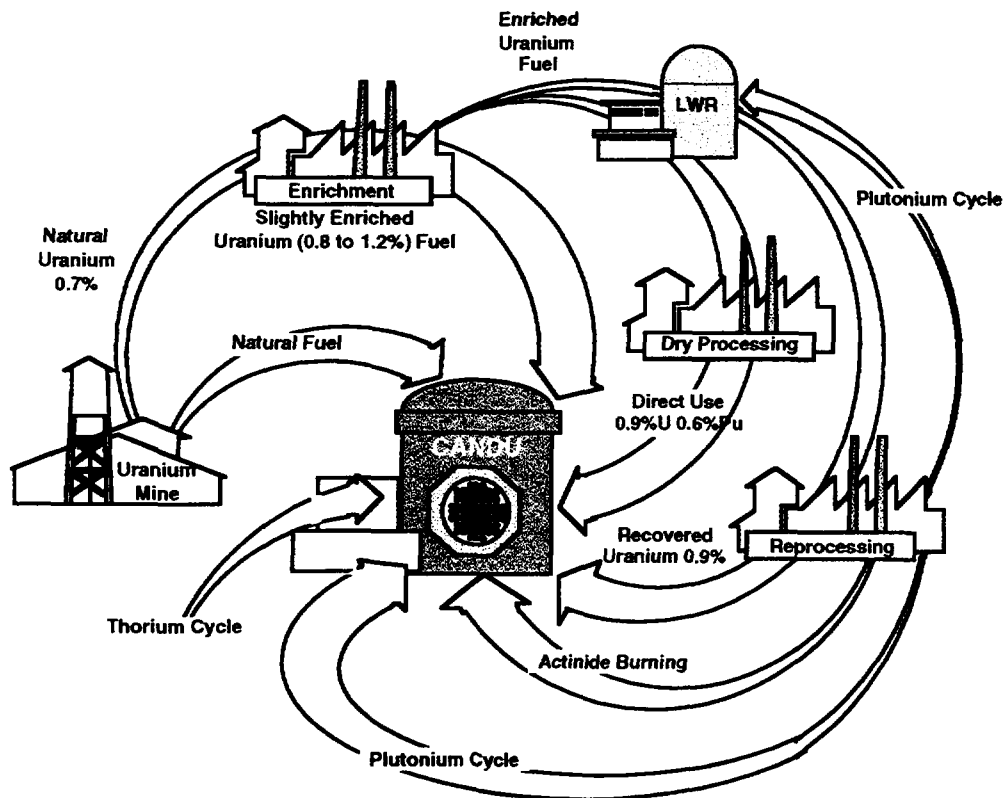 Enriched
Uranium
Fuel
LWR
Enrichment
Slightly Enriched
Uranium (0.8 to 1.2%) Fuel
Plutonium Cycle
Natural
Uranium
0.7%
Natural Fuel
Dry Processing
Direct Use
0.9%U 0.6%Pu
CANDU
Uranium
Mine
Recovered
Uranium 0.9%
Reprocessing
Thorium Cycle
Actinide Burning
Plutonium Cycle